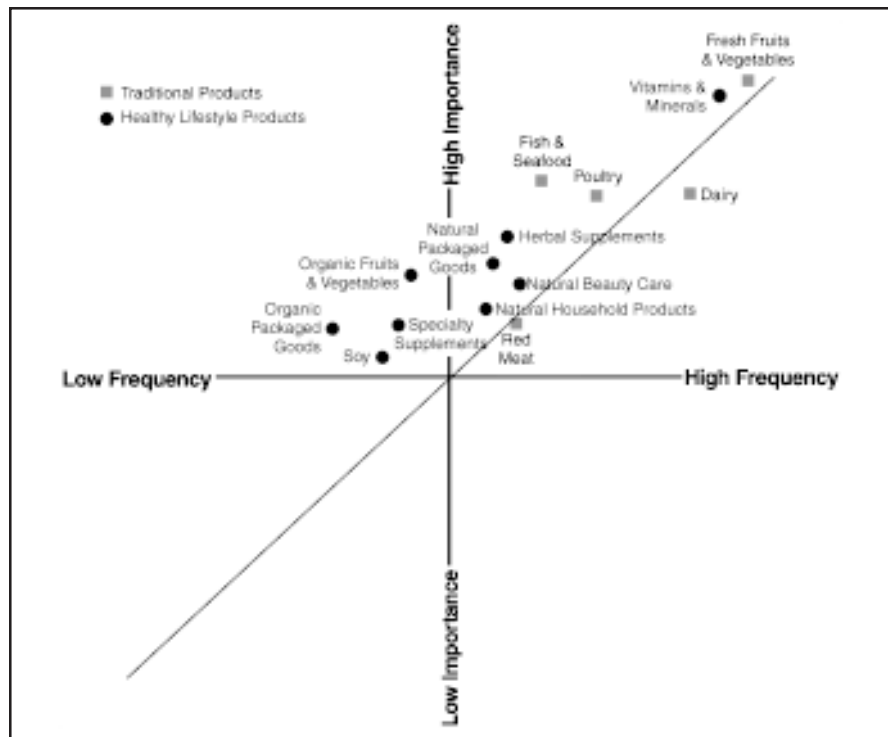 Fresh Fruits
& Vegetables
Traditional Products
Healthy Lifestyle Products
High Importance
Vitamins &
Minerals
Fish &
Seafood
Poultry
Dairy
Natural
Packaged
Goods
Herbal Supplements
Organic Fruits
& Vegetables
Natural Beauty Care
Organic
Packaged
Goods
Natural Household Products
Specialty
Supplements
Soy
Red
Meat
Low Frequency
High Frequency
Low Importance